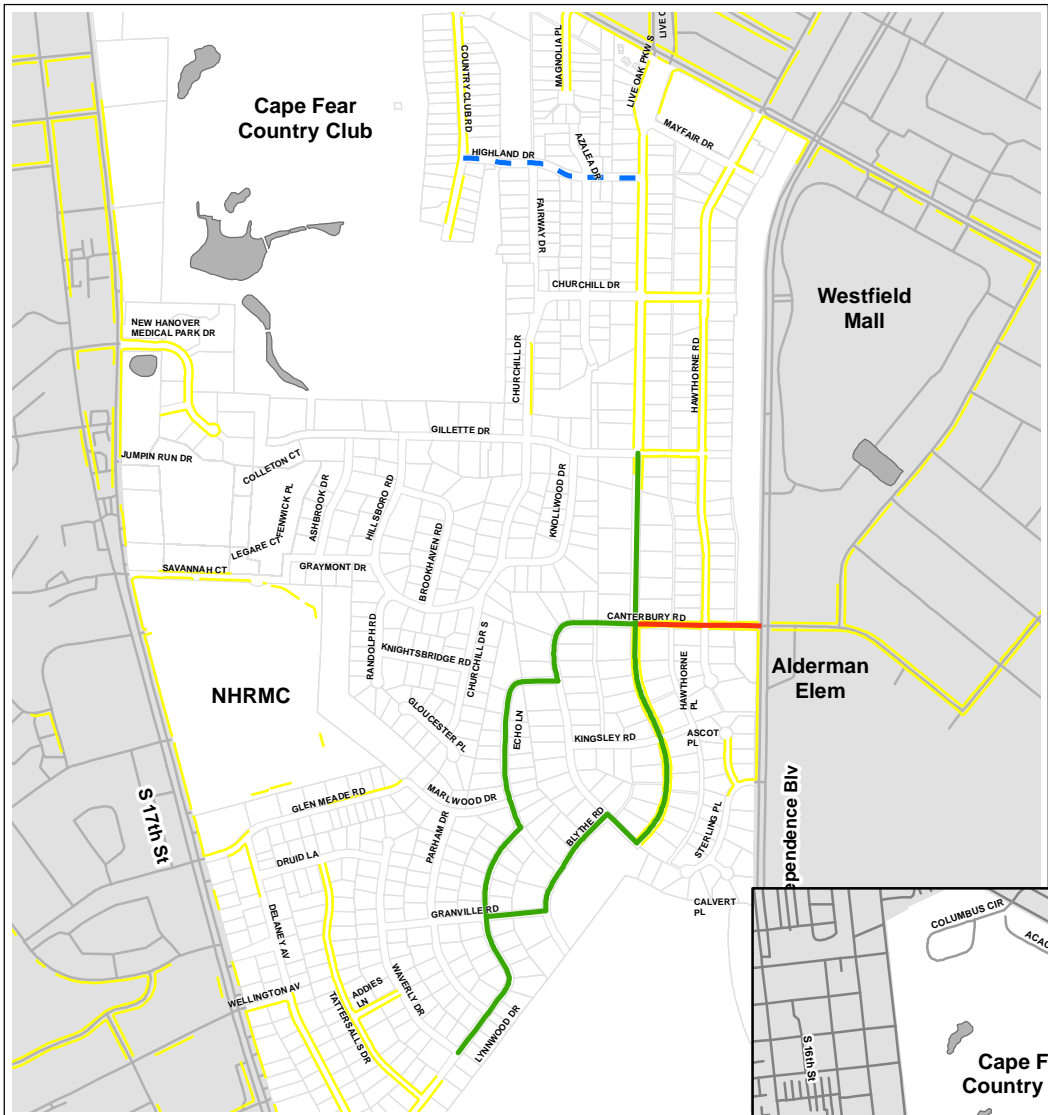 LIVE O
COUNTRY CLUB RD
MAGNOLIA PL
LIVE OAK PKW S
Cape Fear
Country Club
MAYFAIR DR
AZALEA DR
HIGHLAND DR
FAIRWAY DR
CHURCHILL DR
Westfield
Mall
NEW HANOVER
MEDICAL PARK DR
CHURCHILL DR
HAWTHORNE RD
GILLETTE DR
JUMPIN RUN DR
COLLETON CT
KNOLLWOOD DR
FENWICK PL
ASHBROOK DR
HILLSBORO RD
LEGARE CT
BROOKHAVEN RD
SAVANNAH CT
GRAYMONT DR
CANTERBURY RD
RANDOLPH RD
KNIGHTSBRIDGE RD
CHURCHILL DR S
Alderman
Elem
NHRMC
HAWTHORNE
PL
GLOUCESTER PL
ECHO LN
KINGSLEY RD
ASCOT
PL
MARLWOOD DR
GLEN MEADE RD
S 17th St
ependence Blv
PARHAM DR
BLYTHE RD
STERLING PL
DRUID LA
GRANVILLE RD
CALVERT
PL
DELANEY AV
COLUMBUS CIR
ACAC
WAVERLY DR
ADDIES
LN
WELLINGTON AV
TATTERSALLS DR
LYNNWOOD DR
S 16th St
Cape F
Country